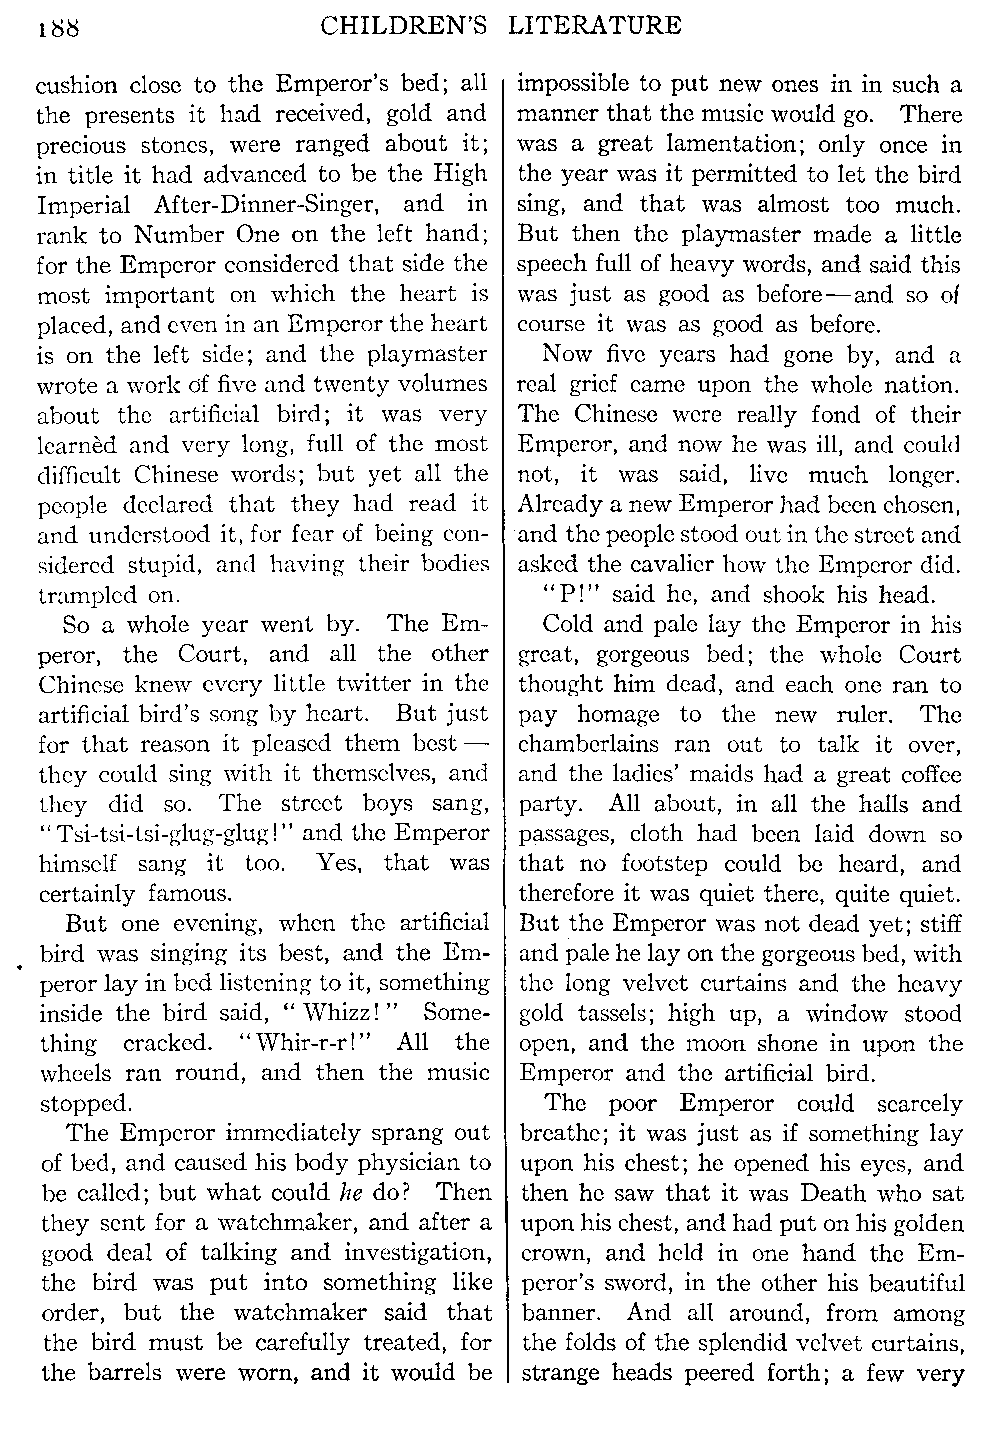 188 CHILDREN'S LITERATURE
cushion close to the Emperor's bed; all
the presents it had received, gold and
precious stones, were ranged about it;
in title it had advanced to be the High
Imperial After-Dinner-Singer, and in
rank to Number One on the left hand;
for the Emperor considered that side the
most important on which the heart is
placed, and even in an Emperor the heart
is on the left side; and the playmaster
wrote a work of five and twenty volumes
about the artificial bird; it was very
learnèd and very long, full of the most
difficult Chinese words; but yet all the
people declared that they had read it
and understood it, for fear of being con-
sidered stupid, and having their bodies
trampled on.
So a whole year went by. The Em-
peror, the Court, and all the other
Chinese knew every little twitter in the
artificial bird's song by heart. But just
for that reason it pleased them best—
they could sing with it themselves, and
they did so. The street boys sang,
"Tsi-tsi-tsi-glug-glug!" and the Emperor
himself sang it too. Yes, that was
certainly famous.
But one evening, when the artificial
bird was singing its best, and the Em-
peror lay in bed listening to it, something
inside the bird said, "Whizz!" Some-
thing cracked. "Whir-r-r!" All the
wheels ran round, and then the music
stopped.
The Emperor immediately sprang out
of bed, and caused his body physician to
be called; but what could he do? Then
they sent for a watchmaker, and after a
good deal of talking and investigation,
the bird was put into something like
order, but the watchmaker said that
the bird must be carefully treated, for
the barrels were worn, and it would be
impossible to put new ones in in such a
manner that the music would go. There
was a great lamentation; only once in
the year was it permitted to let the bird
sing, and that was almost too much.
But then the playmaster made a little
speech full of heavy words, and said this
was just as good as before—and so of
course it was as good as before.
Now five years had gone by, and a
real grief came upon the whole nation.
The Chinese were really fond of their
Emperor, and now he was ill, and could
not, it was said, live much longer.
Already a new Emperor had been chosen,
and the people stood out in the street and
asked the cavalier how the Emperor did.
"P!" said he, and shook his head.
Cold and pale lay the Emperor in his
great, gorgeous bed; the whole Court
thought him dead, and each one ran to
pay homage to the new ruler. The
chamberlains ran out to talk it over,
and the ladies' maids had a great coffee
party. All about, in all the halls and
passages, cloth had been laid down so
that no footstep could be heard, and
therefore it was quiet there, quite quiet.
But the Emperor was not dead yet; stiff
and pale he lay on the gorgeous bed, with
the long velvet curtains and the heavy
gold tassels; high up, a window stood
open, and the moon shone in upon the
Emperor and the artificial bird.
The poor Emperor could scarcely
breathe; it was just as if something lay
upon his chest; he opened his eyes, and
then he saw that it was Death who sat
upon his chest, and had put on his golden
crown, and held in one hand the Em-
peror's sword, in the other his beautiful
banner. And all around, from among
the folds of the splendid velvet curtains,
strange heads peered forth; a few very